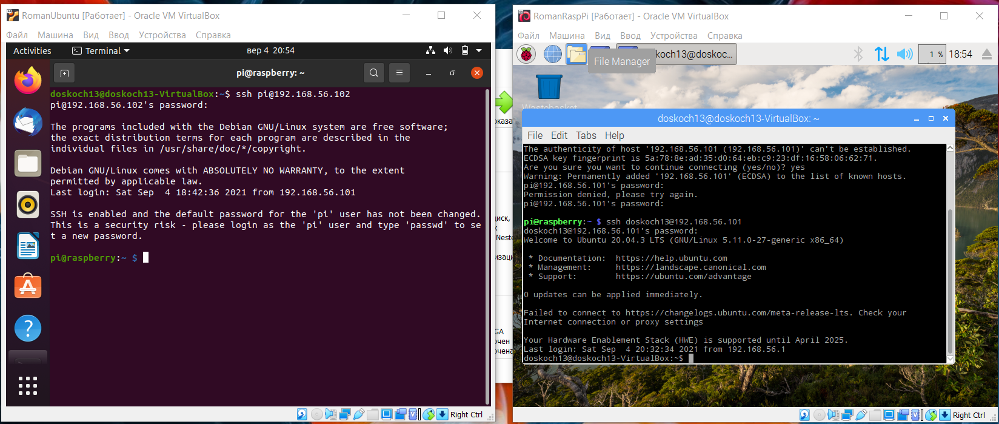 RomanUbuntu [Работает] - Oracle VM VirtualBox
Файл Машина Вид Ввод Устройства Справка
Activities Terminal вер 4 20:54
pi@raspberry: ~
doskoch13@doskoch13-VirtualBox:~$ ssh pi@192.168.56.102
pi@192.168.56.102's password:
The programs included with the Debian GNU/Linux system are free software;
the exact distribution terms for each program are described in the
individual files in /usr/share/doc/*/copyright.
Debian GNU/Linux comes with ABSOLUTELY NO WARRANTY, to the extent
permitted by applicable law.
Last login: Sat Sep  4 18:42:36 2021 from 192.168.56.101
SSH is enabled and the default password for the 'pi' user has not been changed.
This is a security risk - please login as the 'pi' user and type 'passwd' to se
t a new password.
pi@raspberry:~ $
Right Ctrl
оказа
диск,
Neste
GA
RomanRaspPi [Работает] - Oracle VM VirtualBox
Файл Машина Вид Ввод Устройства Справка
koch13@doskoc... 1 % 18:54
File Manager
Wastebasket
doskoch13@doskoch13-VirtualBox: ~
File Edit Tabs Help
The authenticity of host '192.168.56.101 (192.168.56.101)' can't be established.
ECDSA key fingerprint is 5a:78:8e:ad:35:d0:64:eb:c9:23:df:16:58:06:62:71.
Are you sure you want to continue connecting (yes/no)? yes
Warning: Permanently added '192.168.56.101' (ECDSA) to the list of known hosts.
pi@192.168.56.101's password:
Permission denied, please try again.
pi@192.168.56.101's password:
pi@raspberry:~ $ ssh doskoch13@192.168.56.101
doskoch13@192.168.56.101's password:
Welcome to Ubuntu 20.04.3 LTS (GNU/Linux 5.11.0-27-generic x86_64)
* Documentation:  https://help.ubuntu.com
* Management:     https://landscape.canonical.com
* Support:        https://ubuntu.com/advantage
0 updates can be applied immediately.
Failed to connect to https://changelogs.ubuntu.com/meta-release-lts. Check your
Internet connection or proxy settings
Your Hardware Enablement Stack (HWE) is supported until April 2025.
Last login: Sat Sep  4 20:32:34 2021 from 192.168.56.1
doskoch13@doskoch13-VirtualBox:~$
Right Ctrl